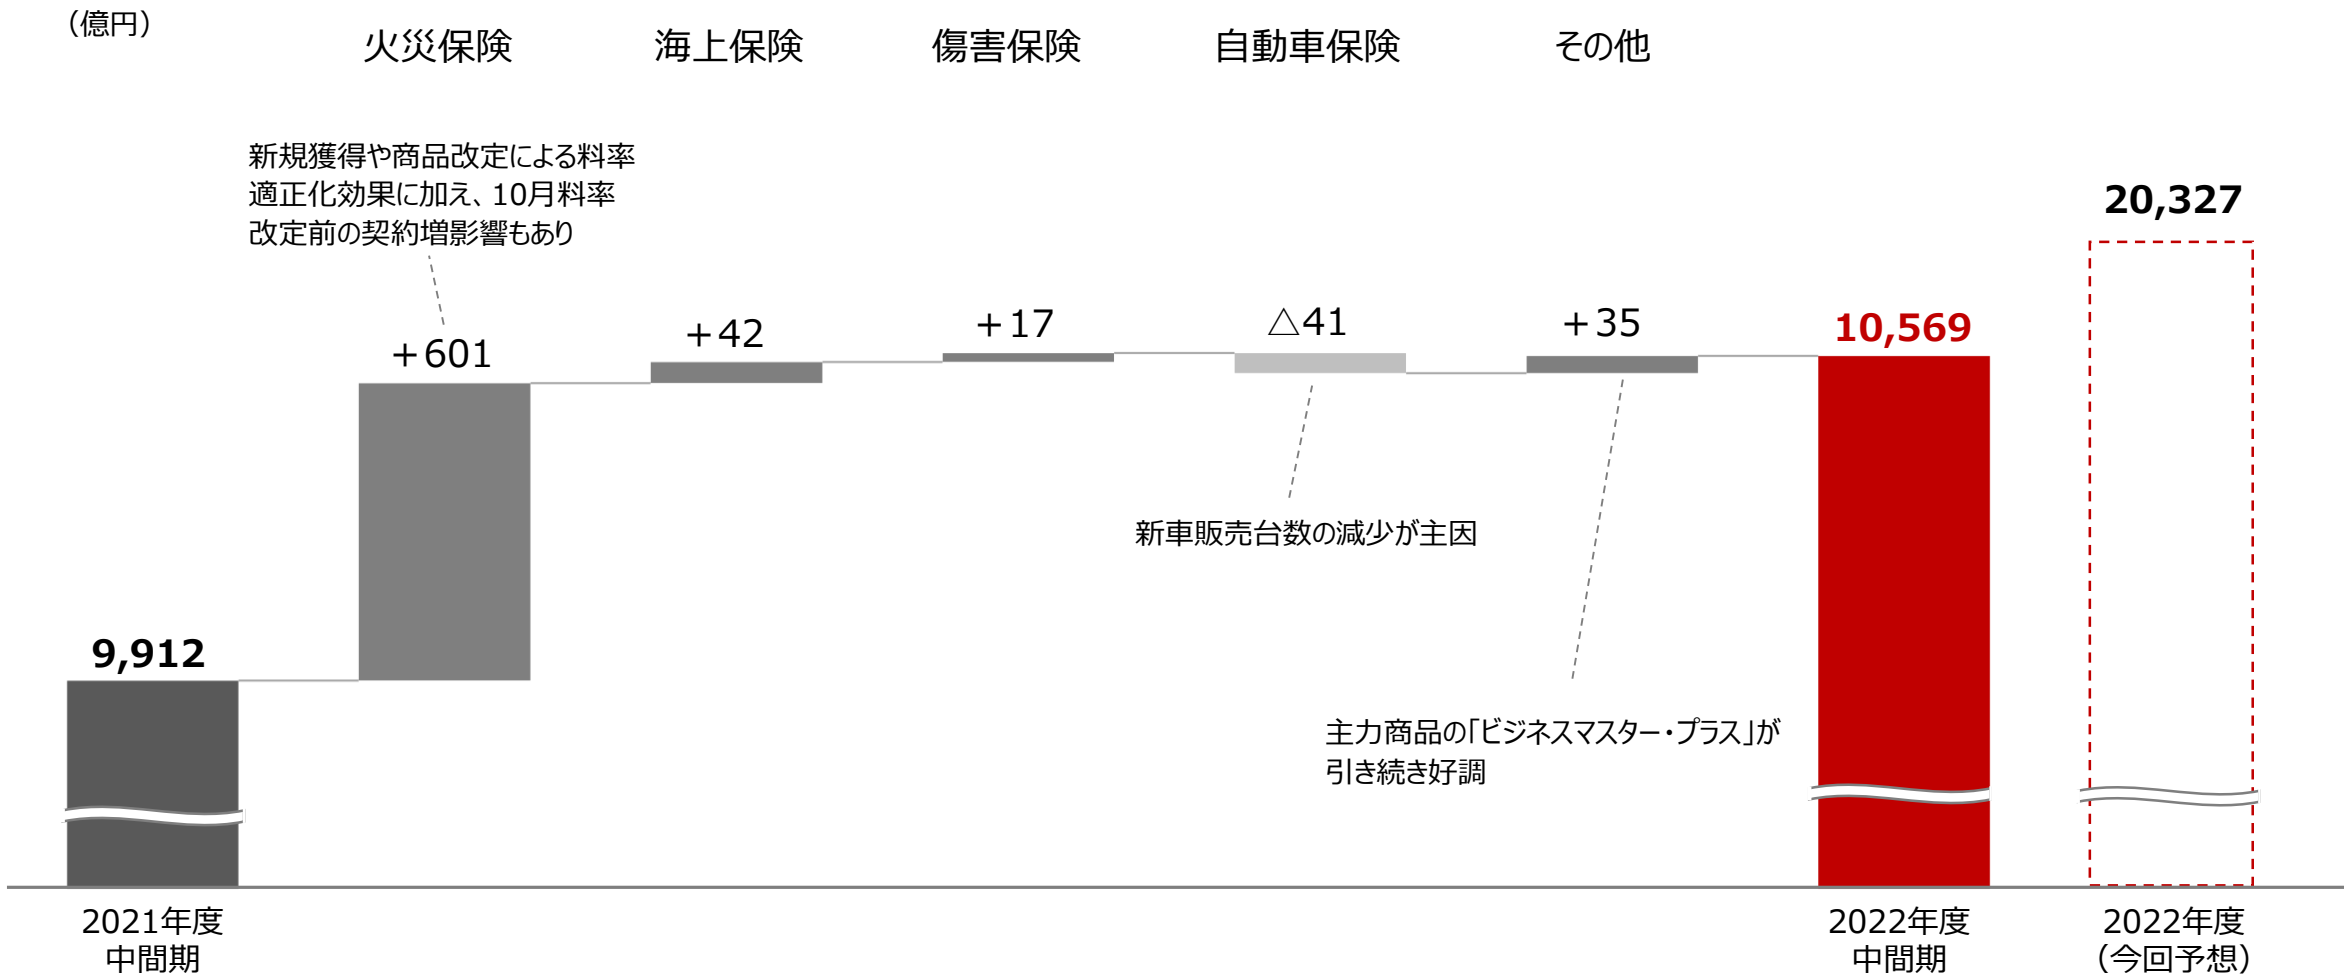 （億円）
火災保険
海上保険
傷害保険
自動車保険
その他
新規獲得や商品改定による料率
適正化効果に加え、10月料率
改定前の契約増影響もあり
20,327
＋601
＋42
＋17
△41
＋35
10,569
新車販売台数の減少が主因
9,912
主力商品の「ビジネスマスター・プラス」が
引き続き好調
2021年度
中間期
2022年度
中間期
2022年度
（今回予想）